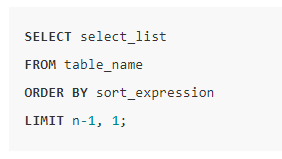 SELECT select_list
FROM table_name
ORDER BY sort_expression
LIMIT n-1, 1;